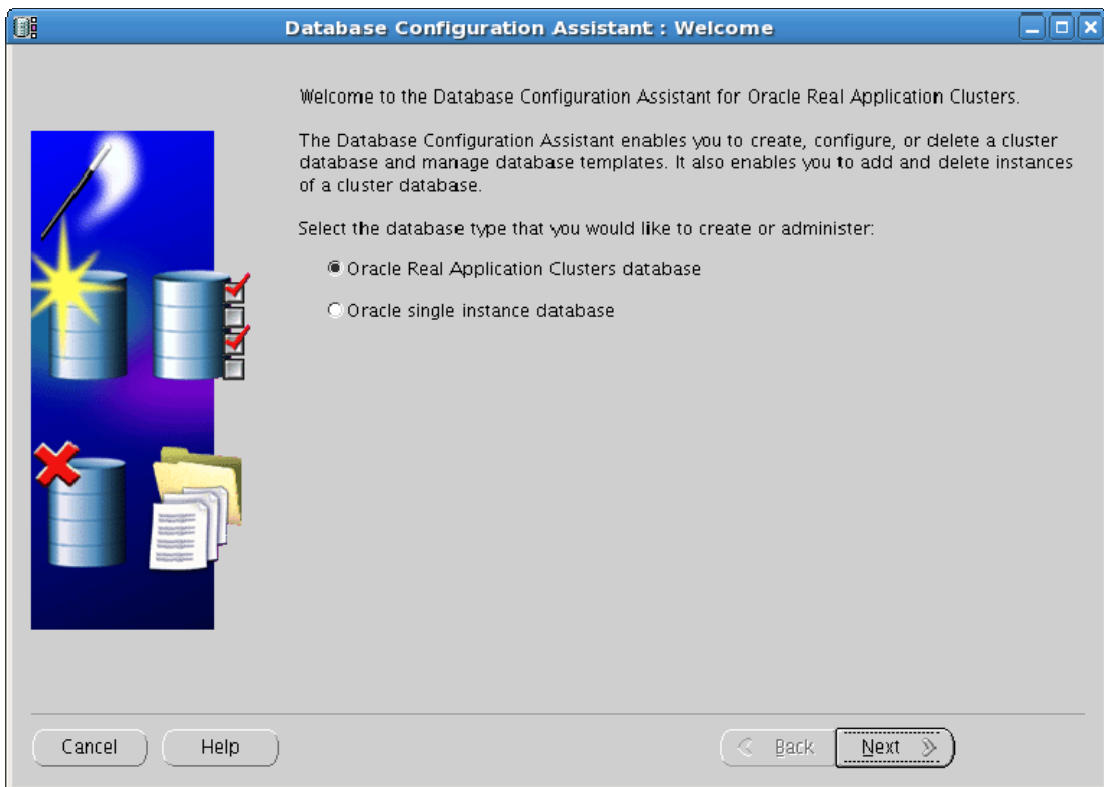 Database Configuration Assistant : Welcome
Welcome to the Database Configuration Assistant for Oracle Real Application Clusters.
The Database Configuration Assistant enables you to create, configure, or delete a cluster
database and manage database templates. It also enables you to add and delete instances
of a cluster database.
Select the database type that you would like to create or administer:
Oracle Real Application Clusters database
Oracle single instance database
Cancel
Help
Back
Next